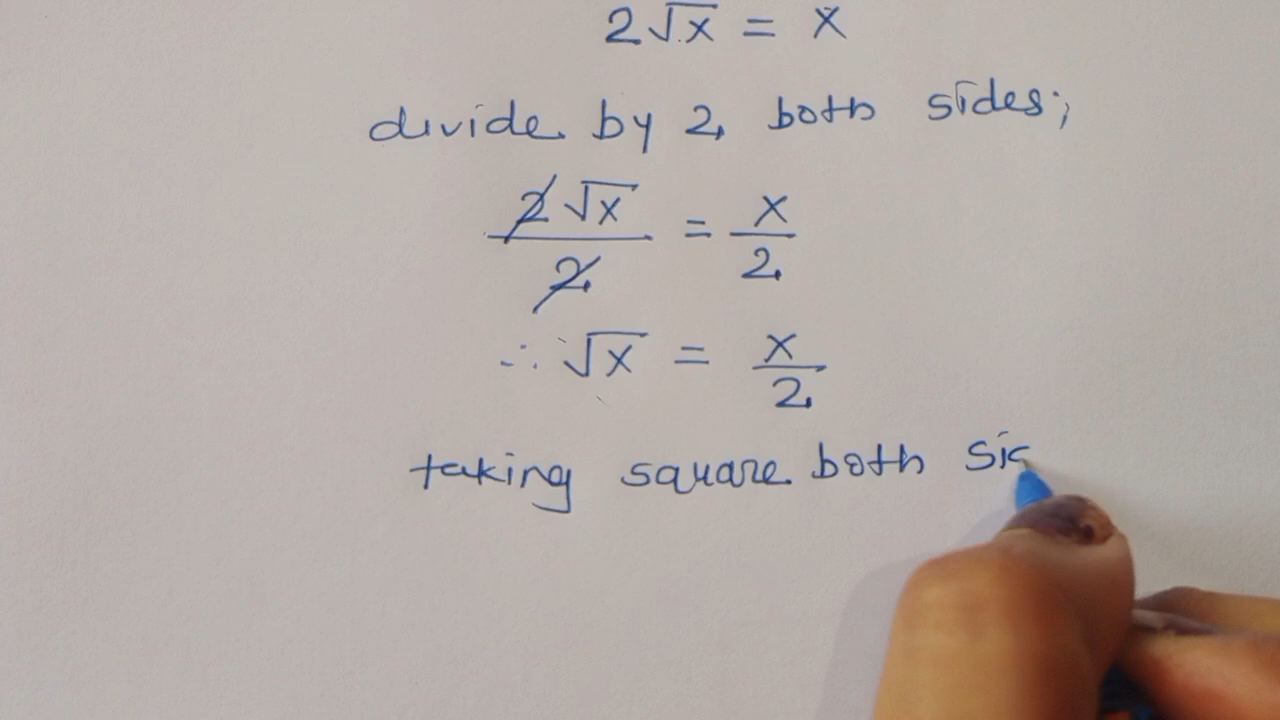 2√x = x
divide by 2 both sides;
2√x/2 = x/2
∴ √x = x/2
taking square both